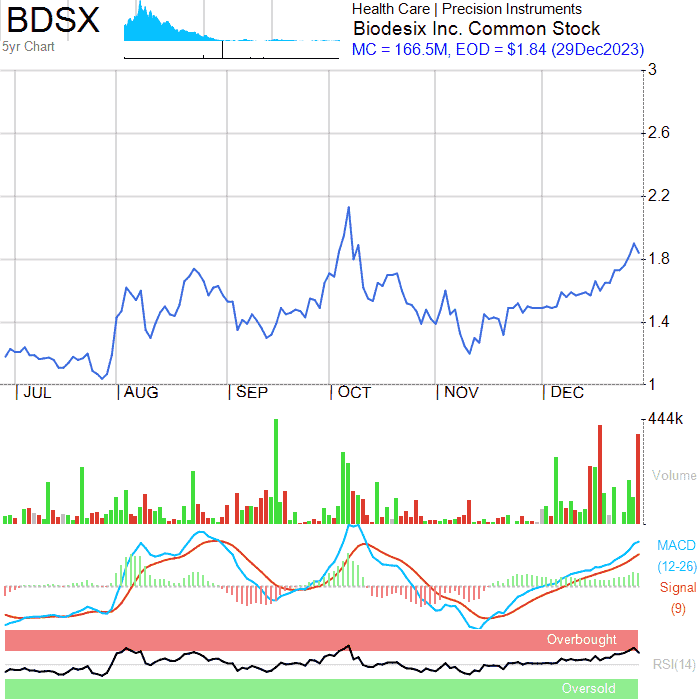 BDSX
5yr Chart
Health Care | Precision Instruments
Biodesix Inc. Common Stock
MC = 166.5M, EOD = $1.84 (29Dec2023)
3
2.6
2.2
1.8
1.4
1
JUL AUG SEP OCT NOV DEC
444k
Volume
MACD
(12-26)
Signal
(9)
Overbought
RSI(14)
Oversold